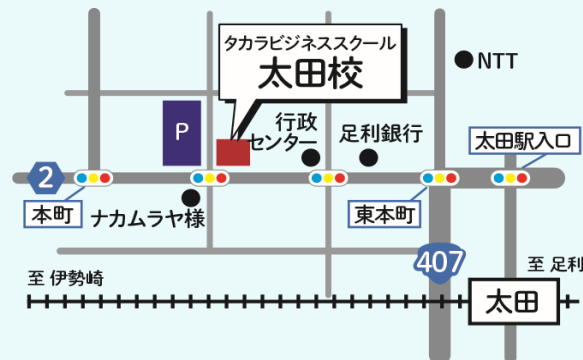 タカラビジネススクール
太田校
NTT
P
行政
センター
足利銀行
太田駅入口
2
本町
ナカムラヤ様
東本町
407
至 伊勢崎
至 足利
太田